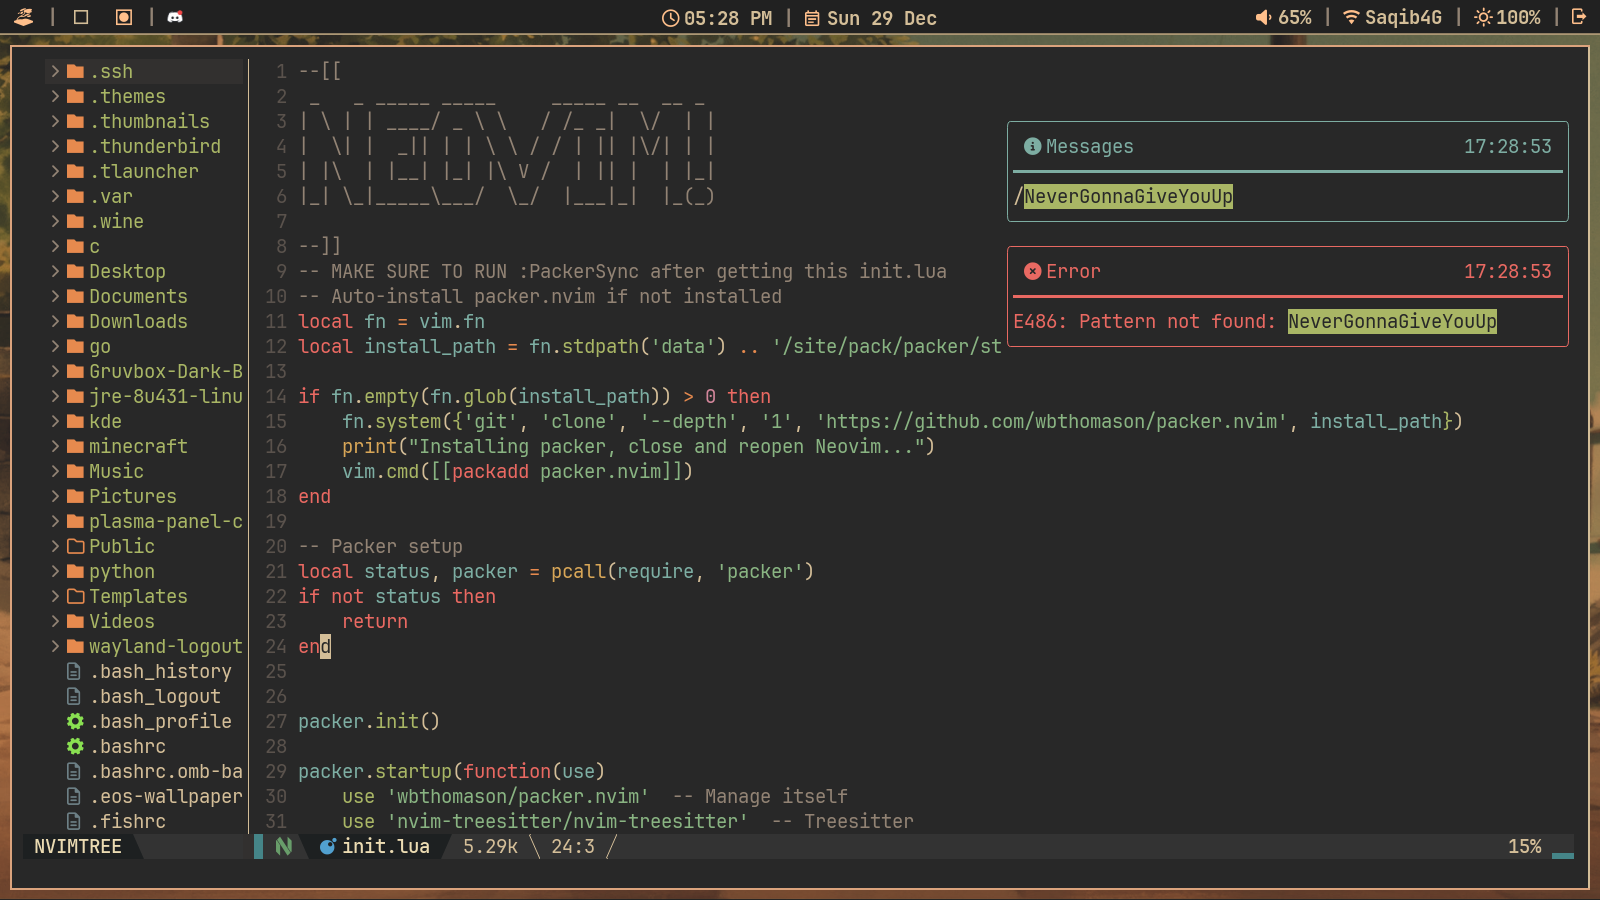 05:28 PM | Sun 29 Dec
65% | Saqib4G | 100% |
.ssh
.themes
.thumbnails
.thunderbird
.tlauncher
.var
.wine
c
Desktop
Documents
Downloads
go
Gruvbox-Dark-B
jre-8u431-linu
kde
minecraft
Music
Pictures
plasma-panel-c
Public
python
Templates
Videos
wayland-logout
.bash_history
.bash_logout
.bash_profile
.bashrc
.bashrc.omb-ba
.eos-wallpaper
.fishrc
NVIMTREE
1 --[[
2  _   _ _____ _____     _____ __  __ _
3 | \ | | ____/ _ \ \   / /_ _|  \/  | |
4 |  \| |  _|| | | \ \ / / | || |\/| | |
5 | |\  | |__| |_| |\ V /  | || |  | |_|
6 |_| \_|_____\___/  \_/  |___|_|  |_(_)
7
8 --]]
9 -- MAKE SURE TO RUN :PackerSync after getting this init.lua
10 -- Auto-install packer.nvim if not installed
11 local fn = vim.fn
12 local install_path = fn.stdpath('data') .. '/site/pack/packer/st
13
14 if fn.empty(fn.glob(install_path)) > 0 then
15     fn.system({'git', 'clone', '--depth', '1', 'https://github.com/wbthomason/packer.nvim', install_path})
16     print("Installing packer, close and reopen Neovim...")
17     vim.cmd([[packadd packer.nvim]])
18 end
19
20 -- Packer setup
21 local status, packer = pcall(require, 'packer')
22 if not status then
23     return
24 end
25
26
27 packer.init()
28
29 packer.startup(function(use)
30     use 'wbthomason/packer.nvim'  -- Manage itself
31     use 'nvim-treesitter/nvim-treesitter'  -- Treesitter
Messages 17:28:53
/NeverGonnaGiveYouUp
Error 17:28:53
E486: Pattern not found: NeverGonnaGiveYouUp
init.lua 5.29k 24:3 15%